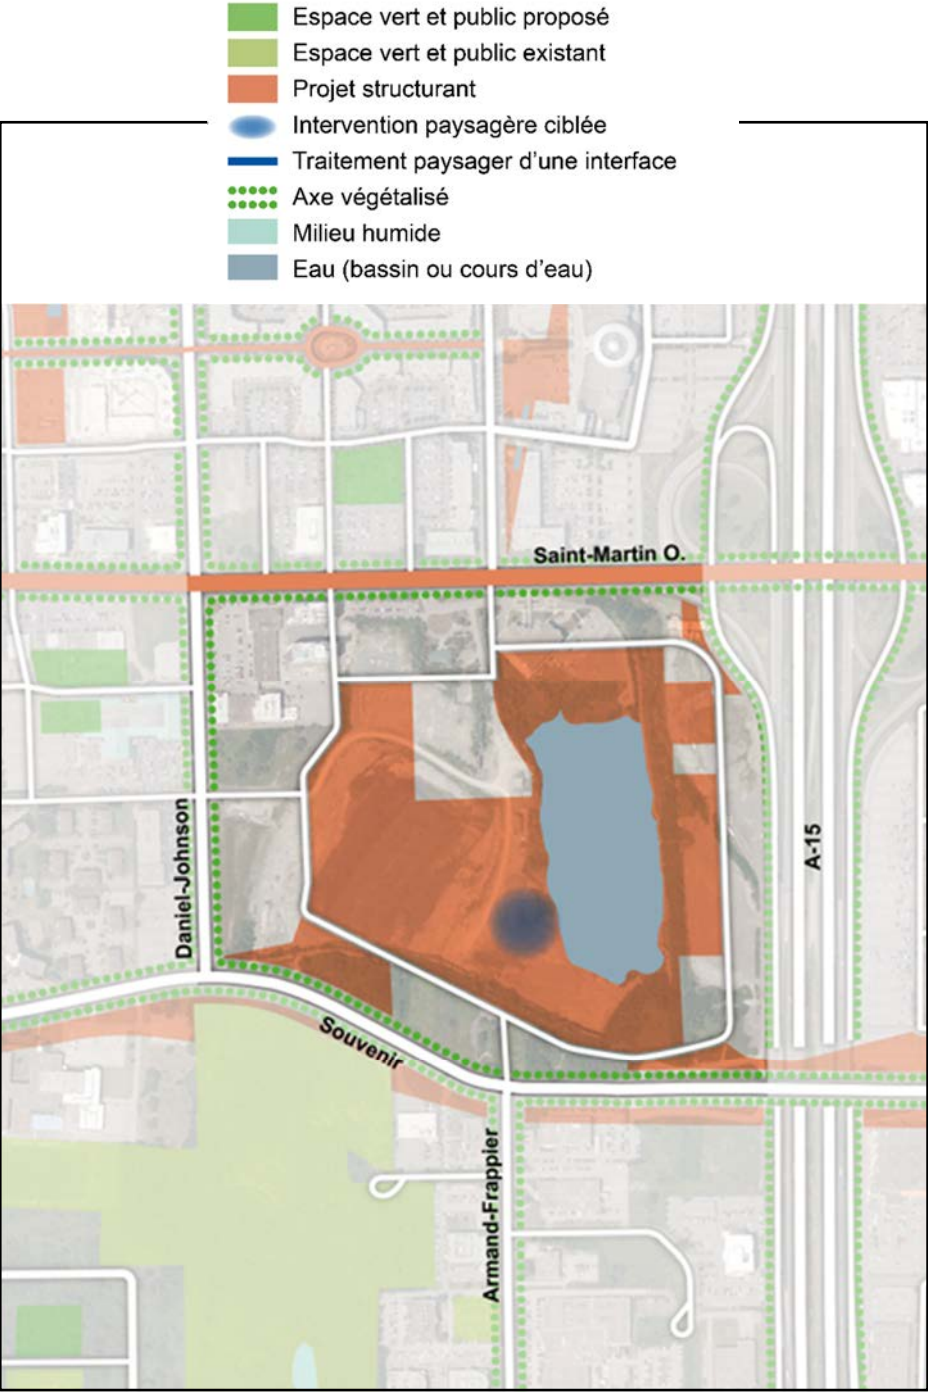 Espace vert et public proposé
Espace vert et public existant
Projet structurant
Intervention paysagère ciblée
Traitement paysager d'une interface
Axe végétalisé
Milieu humide
Eau (bassin ou cours d'eau)
Saint-Martin O.
Daniel-Johnson
A-15
Souvenir
Armand-Frappier